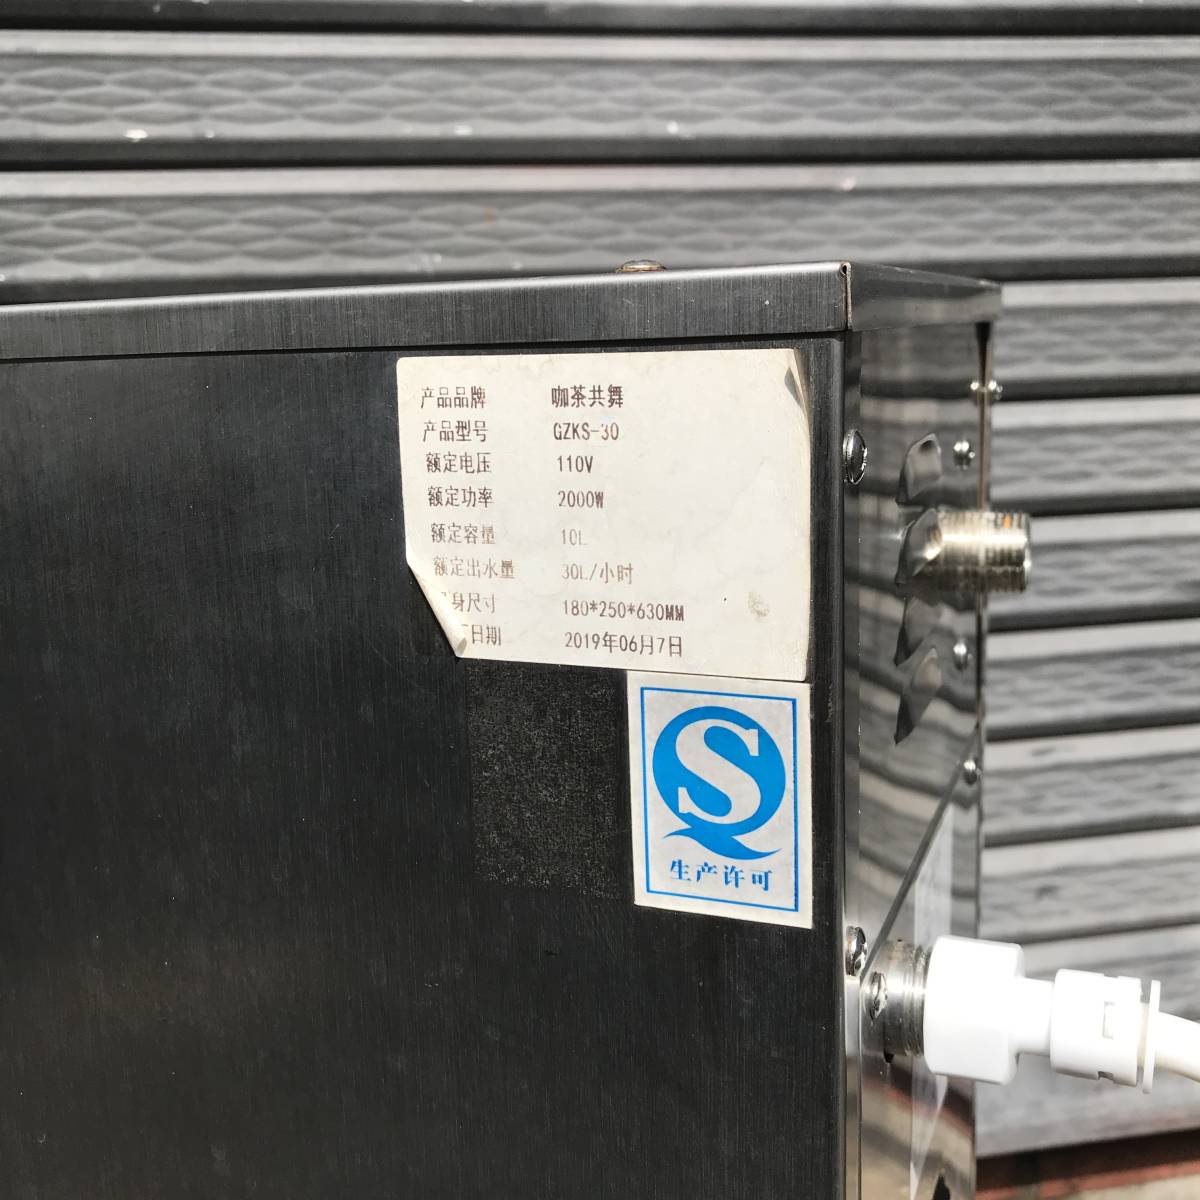 产品品牌 咖茶共舞
产品型号 GZKS-30
额定电压 110V
额定功率 2000W
额定容量 10L
额定出水量 30L/小时
身尺寸 180*250*630MM
日期 2019年06月7日
QS
生产许可